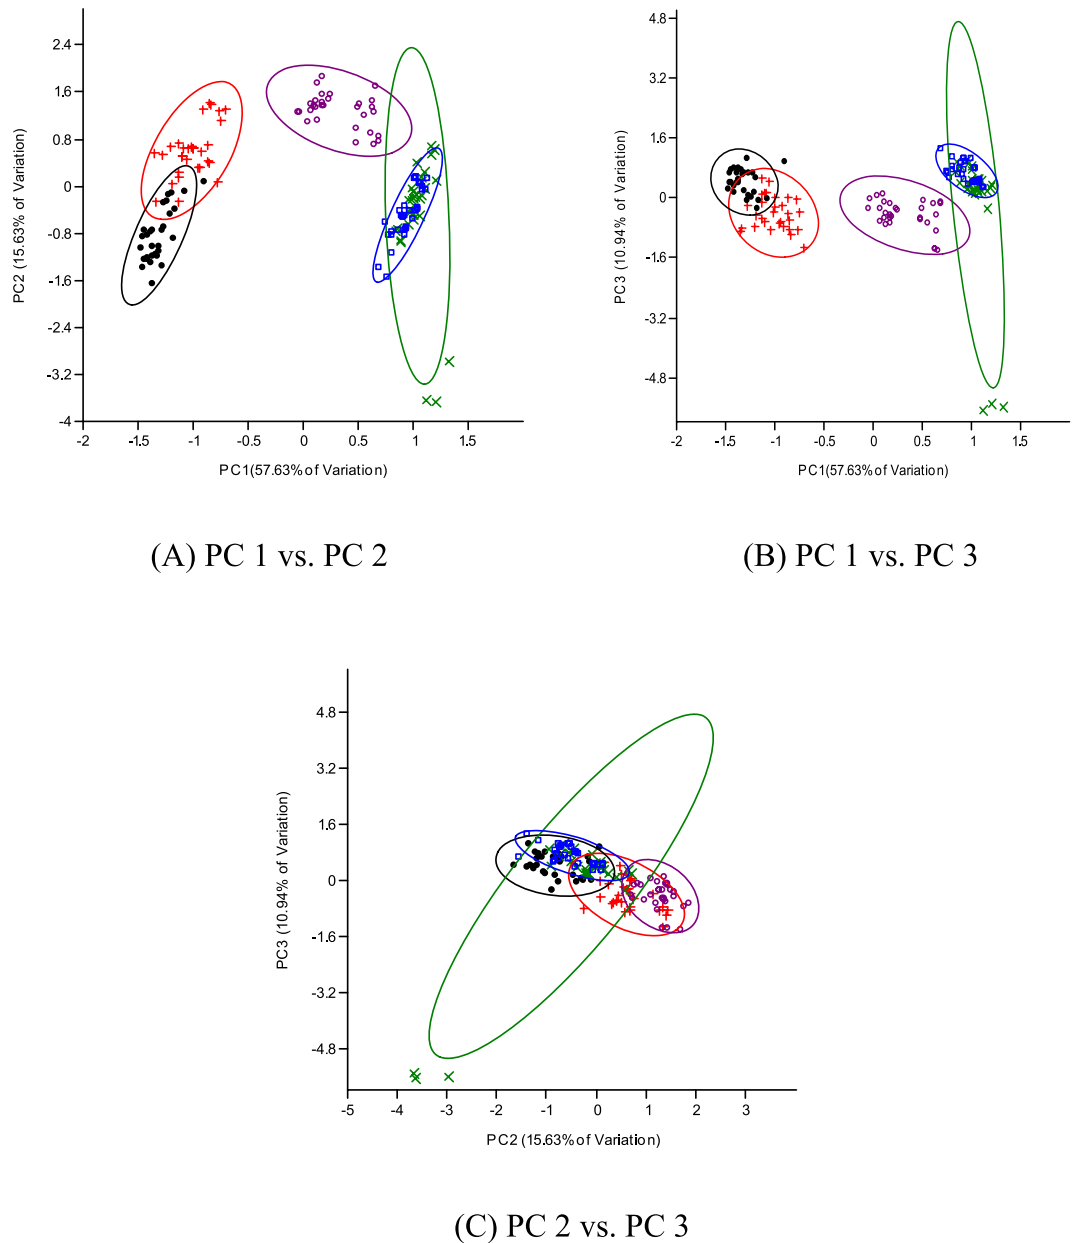 2.4
1.6
0.8
0
-0.8
-1.6
-2.4
-3.2
-4
PC2 (15.63% of Variation)
-2 -1.5 -1 -0.5 0 0.5 1 1.5
PC1(57.63%of Variation)
(A) PC 1 vs. PC 2
4.8
3.2
1.6
0
-1.6
-3.2
-4.8
PC3 (10.94% of Variation)
-2 -1.5 -1 -0.5 0 0.5 1 1.5
PC1(57.63%of Variation)
(B) PC 1 vs. PC 3
4.8
3.2
1.6
0
-1.6
-3.2
-4.8
PC3 (10.94% of Variation)
-5 -4 -3 -2 -1 0 1 2 3
PC2 (15.63%of Variation)
(C) PC 2 vs. PC 3